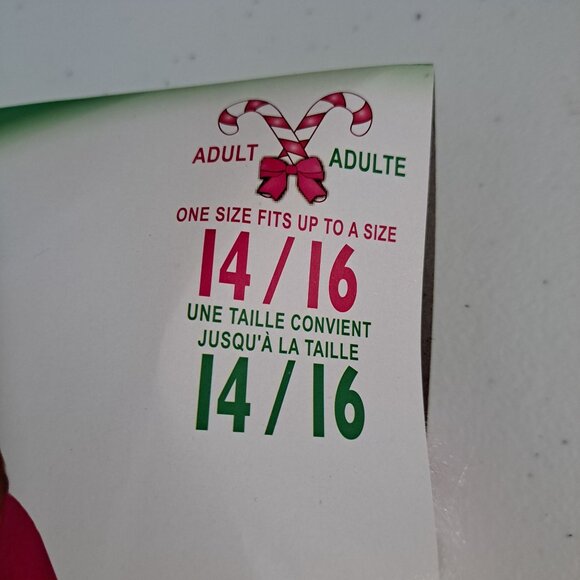 ADULT ADULTE
ONE SIZE FITS UP TO A SIZE
14/16
UNE TAILLE CONVIENT
JUSQU'À LA TAILLE
14/16